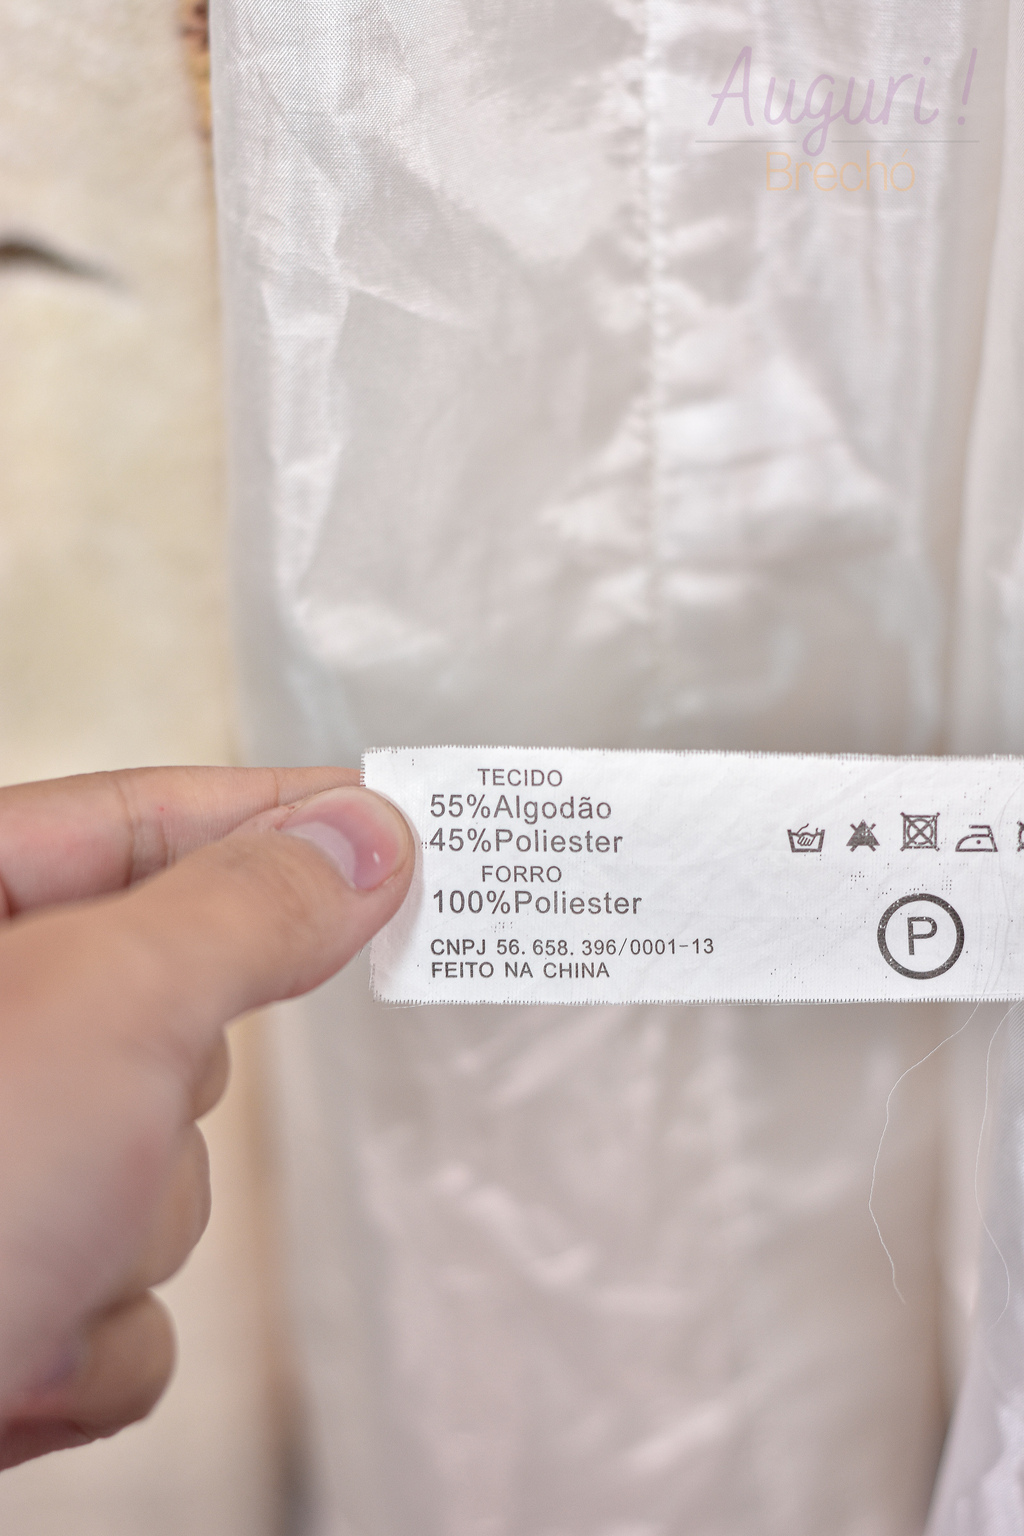 Auguri!
Brechó
TECIDO
55%Algodão
45%Poliester
FORRO
100%Poliester
CNPJ 56.658.396/0001-13
FEITO NA CHINA
P